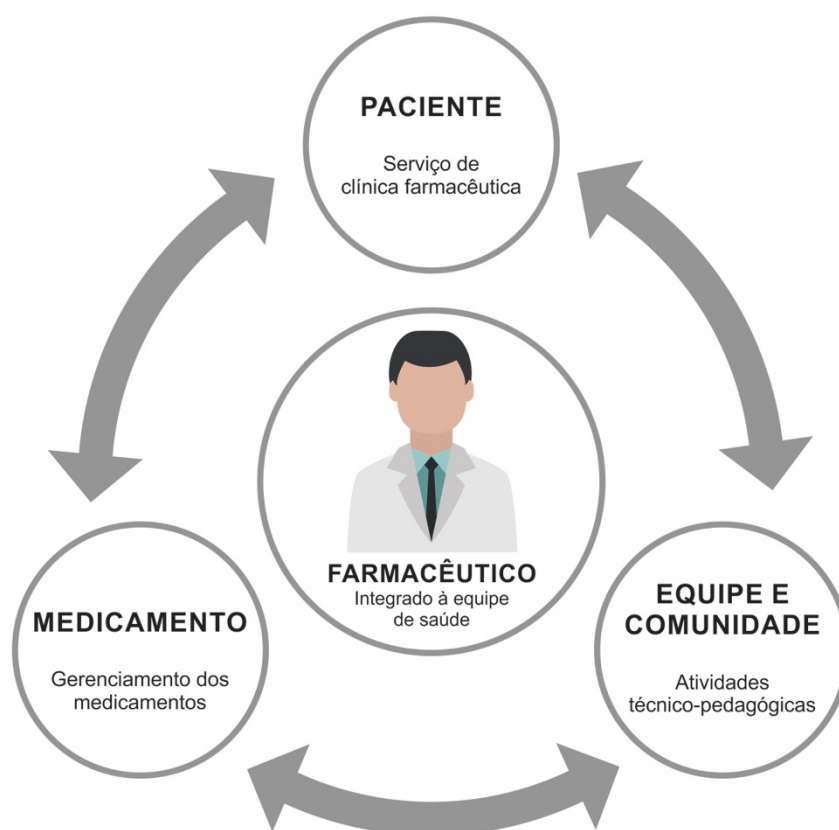 PACIENTE
Serviço de
clínica farmacêutica
FARMACÊUTICO
Integrado à equipe
de saúde
MEDICAMENTO
Gerenciamento dos
medicamentos
EQUIPE E
COMUNIDADE
Atividades
técnico-pedagógicas